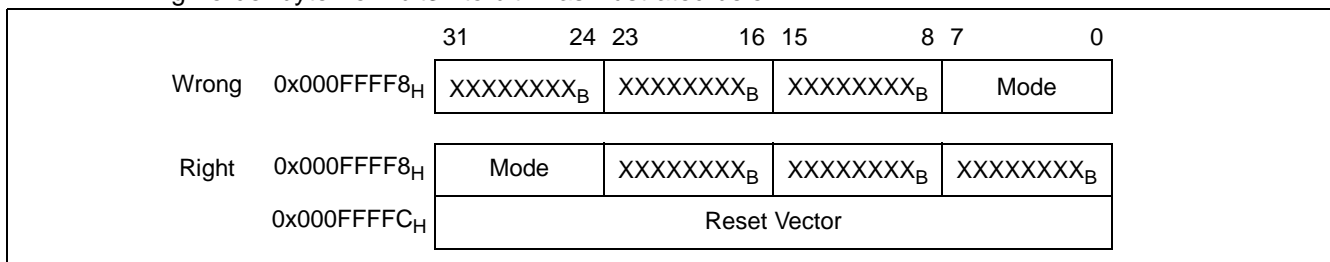 31 24 23 16 15 8 7 0
Wrong 0x000FFFF8H XXXXXXXXB XXXXXXXXB XXXXXXXXB Mode
Right 0x000FFFF8H Mode XXXXXXXXB XXXXXXXXB XXXXXXXXB
0x000FFFFCH Reset Vector